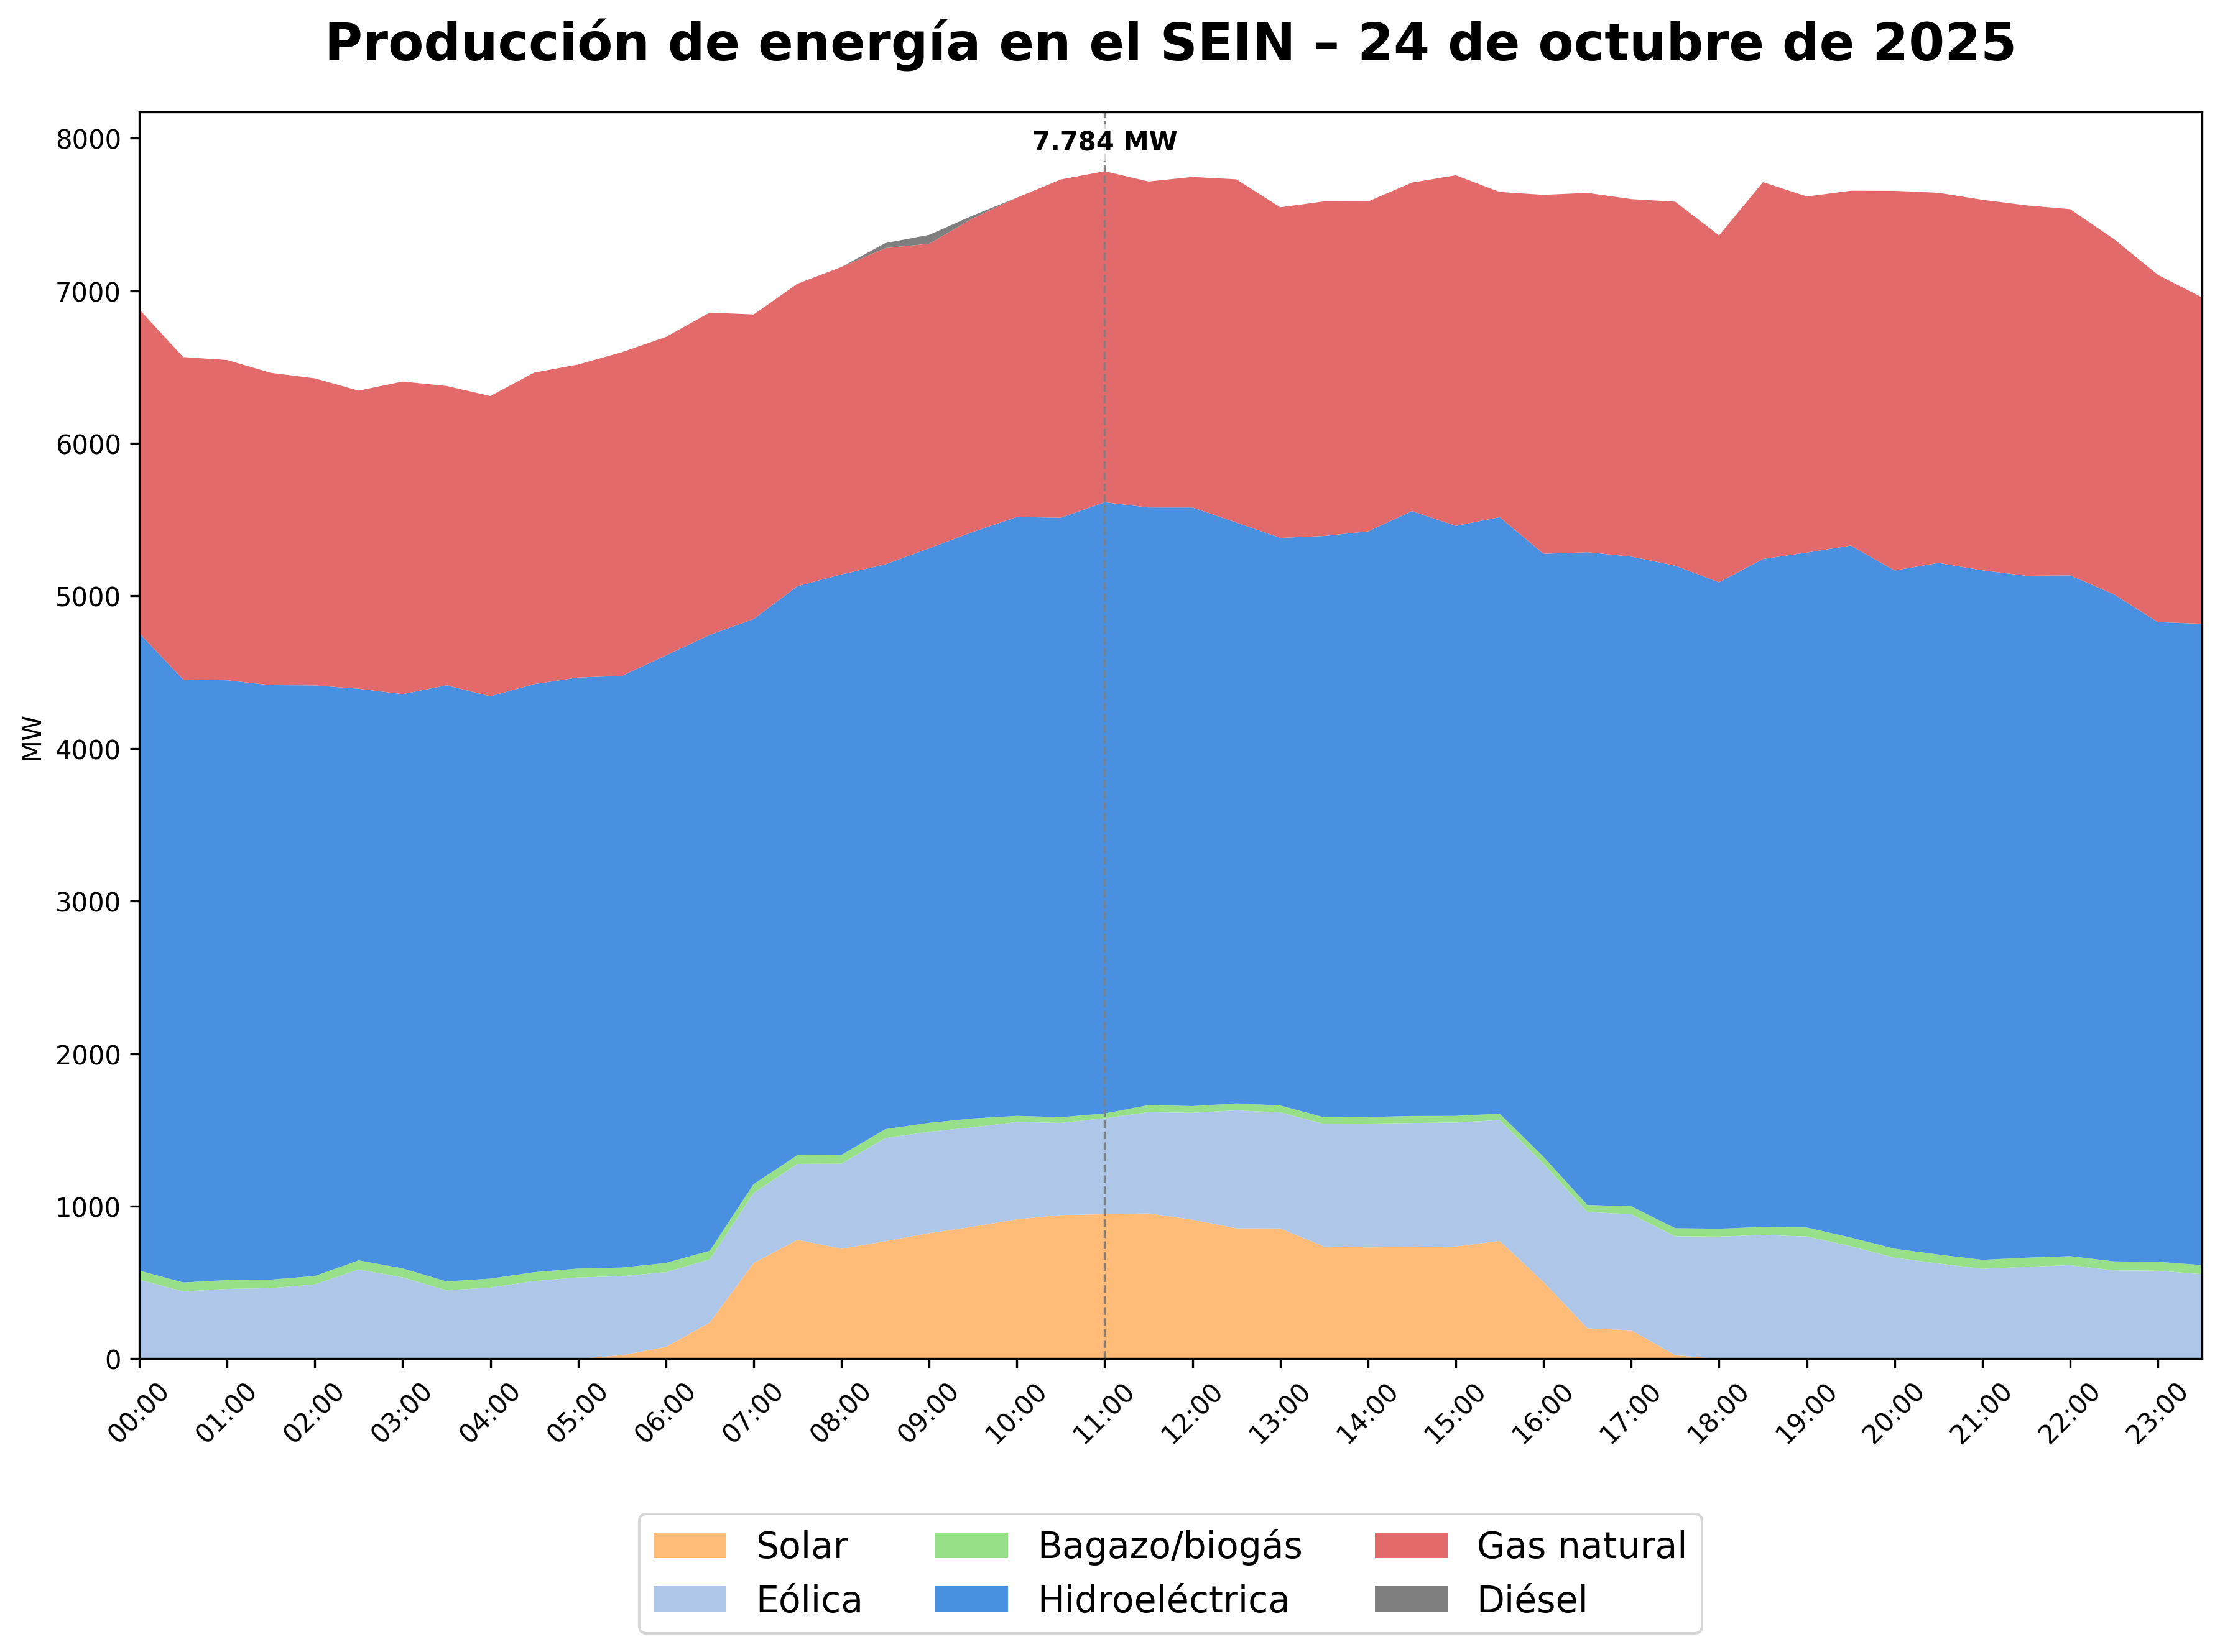 Producción de energía en el SEIN – 24 de octubre de 2025
7.784 MW
8000
7000
6000
5000
4000
3000
2000
1000
0
MW
00:00 01:00 02:00 03:00 04:00 05:00 06:00 07:00 08:00 09:00 10:00 11:00 12:00 13:00 14:00 15:00 16:00 17:00 18:00 19:00 20:00 21:00 22:00 23:00
Solar Bagazo/biogás Gas natural
Eólica Hidroeléctrica Diésel